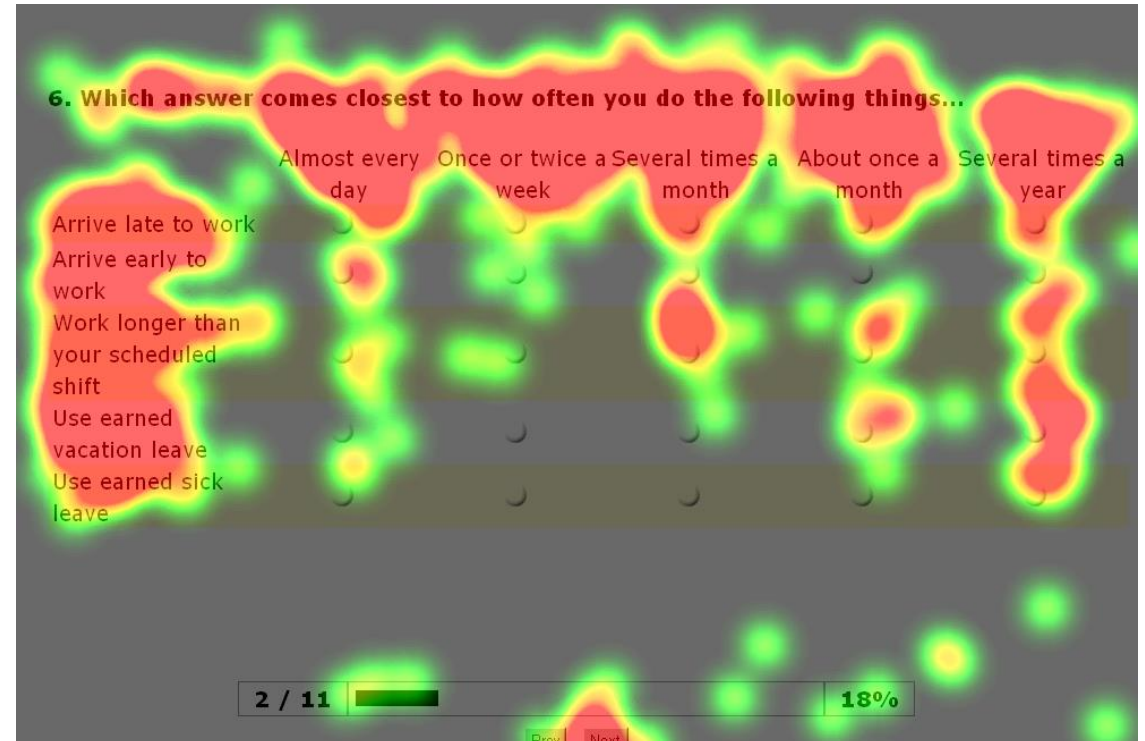 6. Which answer comes closest to how often you do the following things...
Almost every Once or twice a Several times a About once a Several times a
day week month month year
Arrive late to work
Arrive early to
work
Work longer than
your scheduled
shift
Use earned
vacation leave
Use earned sick
leave
2 / 11 18%
Prev Next